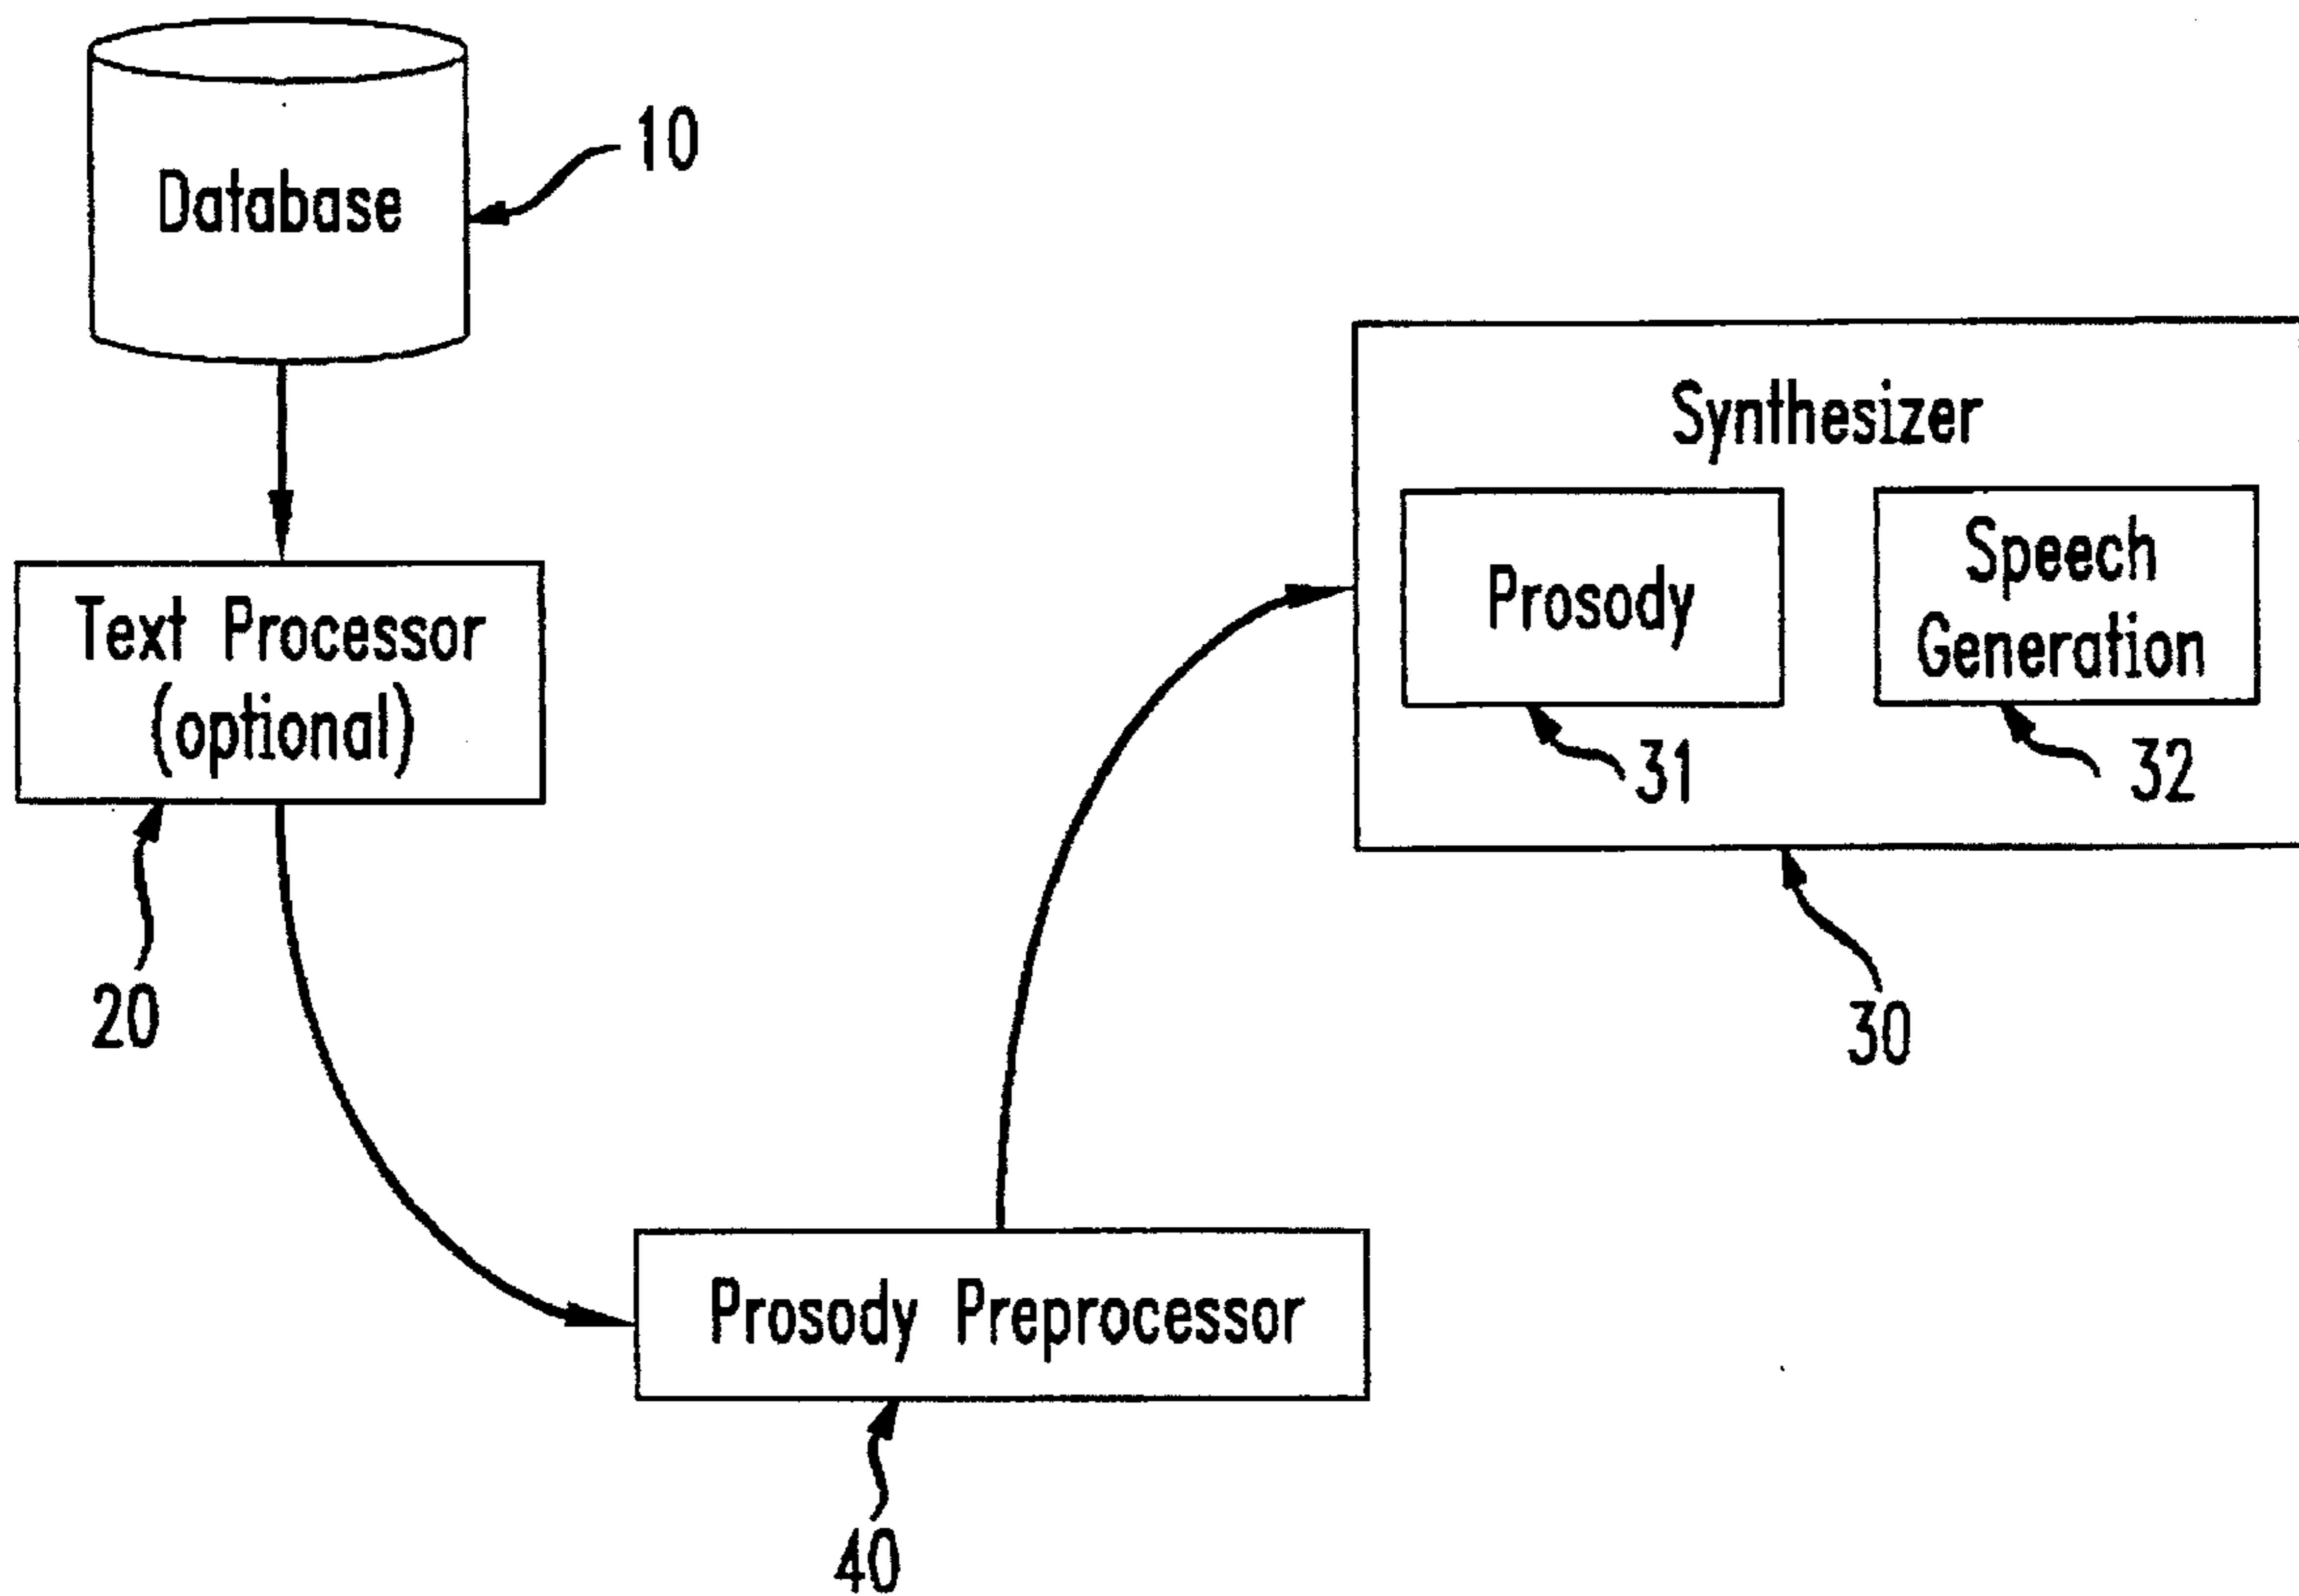 Database
10
Synthesizer
Prosody
Speech
Generation
31
32
30
Text Processor
(optional)
20
Prosody Preprocessor
40